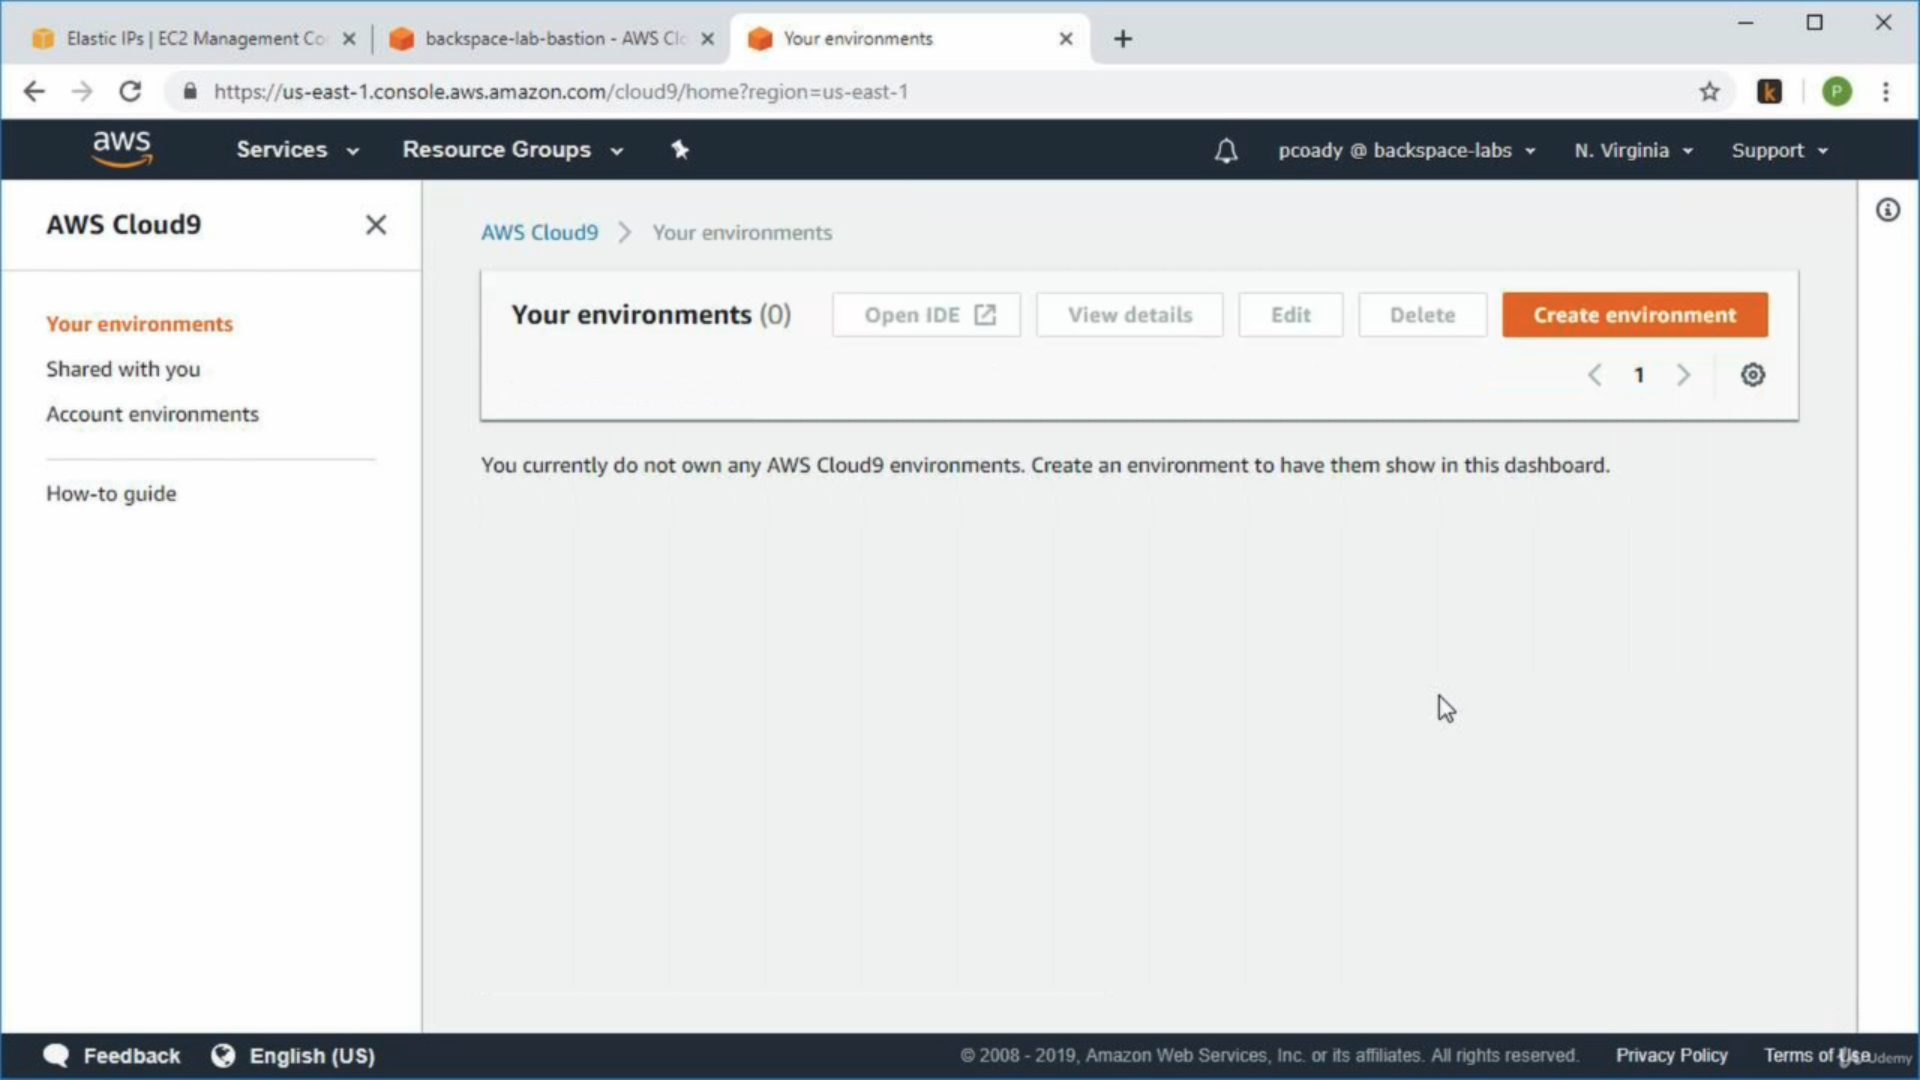 Elastic IPs | EC2 Management Co
backspace-lab-bastion - AWS Clo
Your environments
https://us-east-1.console.aws.amazon.com/cloud9/home?region=us-east-1
k
P
aws
Services
Resource Groups
pcoady @ backspace-labs
N. Virginia
Support
AWS Cloud9
AWS Cloud9 > Your environments
Your environments (0)
Open IDE
View details
Edit
Delete
Create environment
Your environments
Shared with you
Account environments
How-to guide
1
You currently do not own any AWS Cloud9 environments. Create an environment to have them show in this dashboard.
Feedback
English (US)
© 2008 - 2019, Amazon Web Services, Inc. or its affiliates. All rights reserved.
Privacy Policy
Terms of Use
Udemy